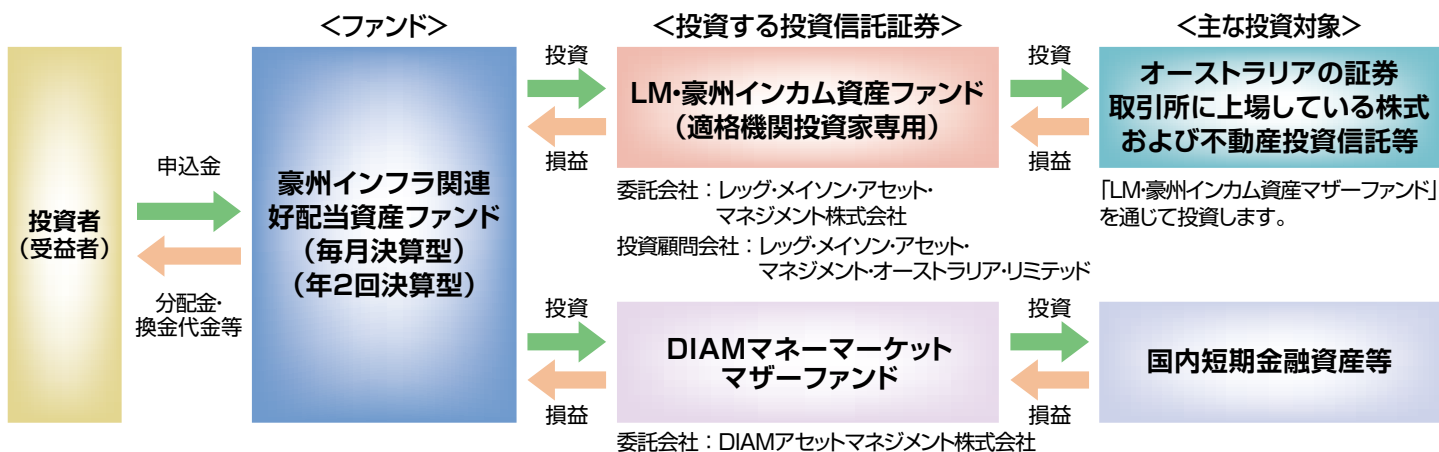 ＜ファンド＞
＜投資する投資信託証券＞
＜主な投資対象＞
投資者
（受益者）
申込金
分配金・
換金代金等
豪州インフラ関連
好配当資産ファンド
（毎月決算型）
（年2回決算型）
投資
損益
LM・豪州インカム資産ファンド
（適格機関投資家専用）
委託会社：レッグ・メイソン・アセット・
マネジメント株式会社
投資顧問会社：レッグ・メイソン・アセット・
マネジメント・オーストラリア・リミテッド
投資
損益
オーストラリアの証券
取引所に上場している株式
および不動産投資信託等
「LM・豪州インカム資産マザーファンド」
を通じて投資します。
投資
損益
DIAMマネーマーケット
マザーファンド
委託会社：DIAMアセットマネジメント株式会社
投資
損益
国内短期金融資産等